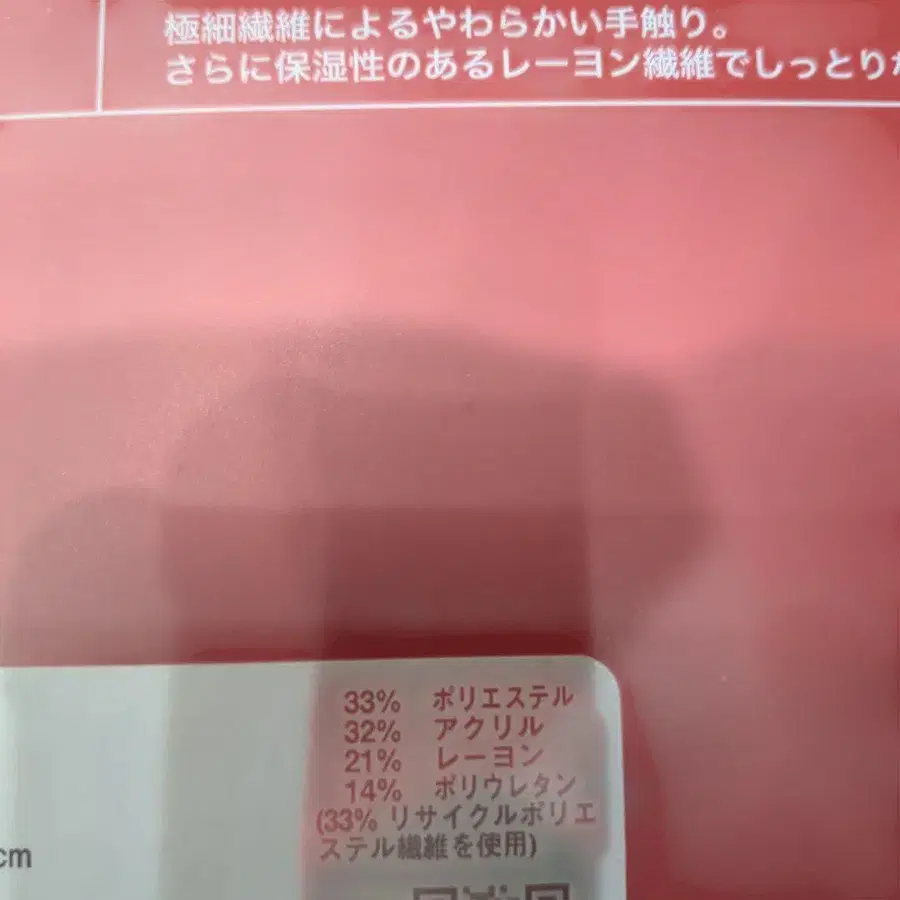 極細繊維によるやわらかい手触り。
さらに保湿性のあるレーヨン繊維でしっとり
33% ポリエステル
32% アクリル
21% レーヨン
14% ポリウレタン
(33% リサイクルポリエ
ステル繊維を使用)
cm